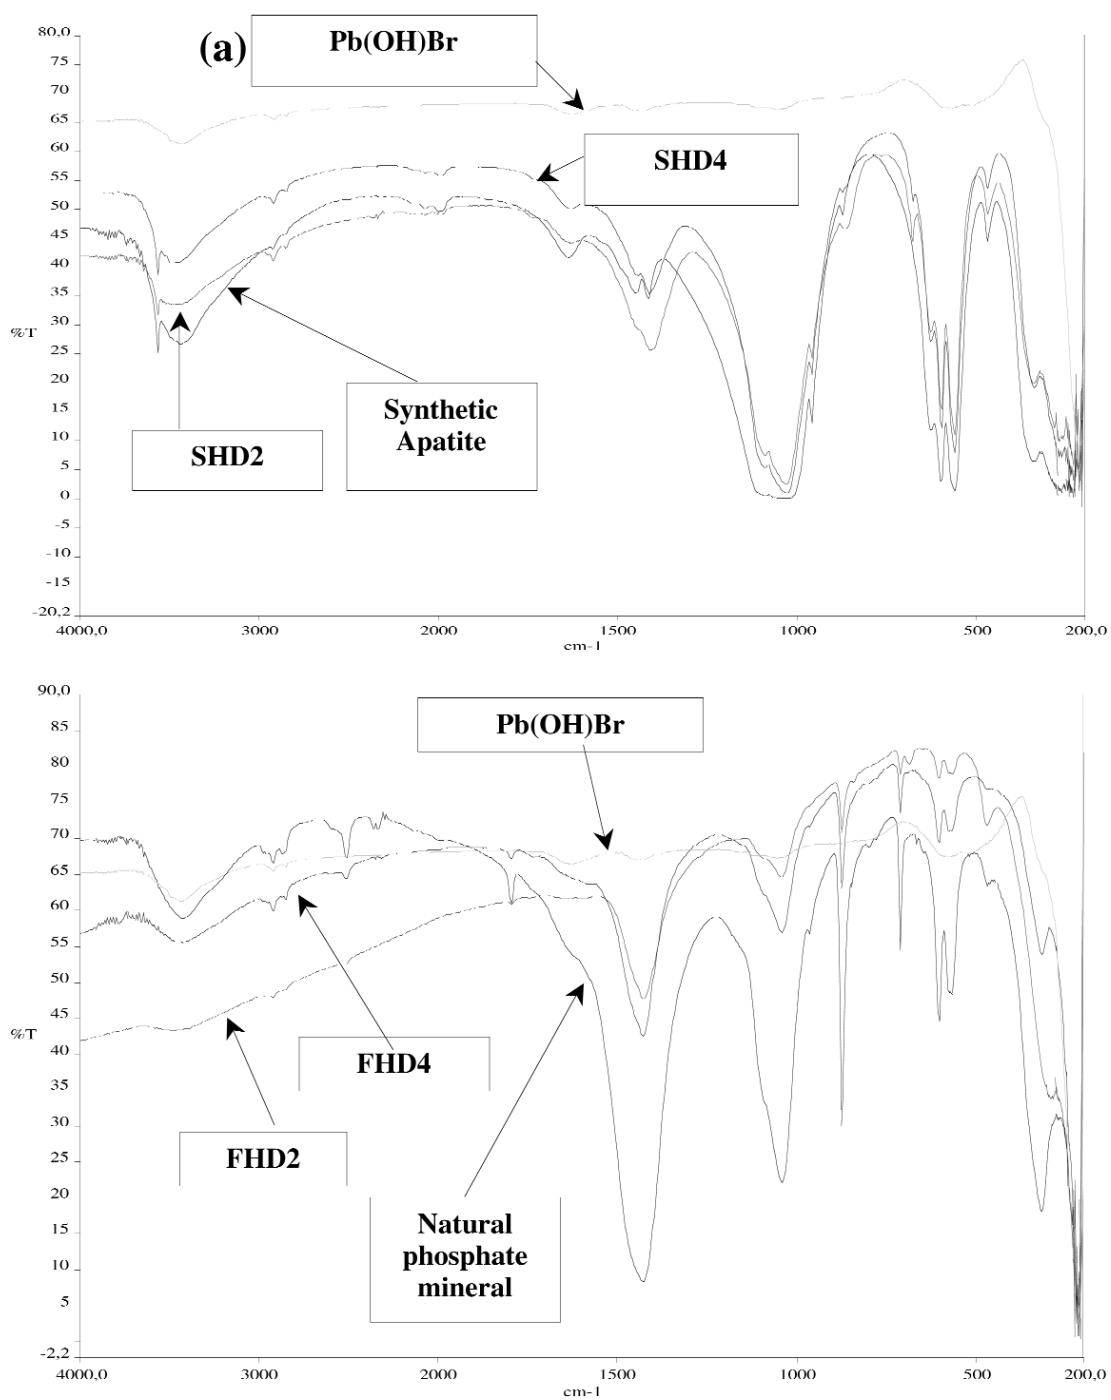 (a)
Pb(OH)Br
SHD4
Synthetic
Apatite
SHD2
80,0
75
70
65
60
55
50
45
40
35
30
25
20
15
10
5
0
-5
-10
-15
-20,2
%T
4000,0 3000 2000 1500 1000 500 200,0
cm-1
90,0
85
80
75
70
65
60
55
50
45
40
35
30
25
20
15
10
5
-2,2
%T
Pb(OH)Br
FHD4
FHD2
Natural
phosphate
mineral
4000,0 3000 2000 1500 1000 500 200,0
cm-1